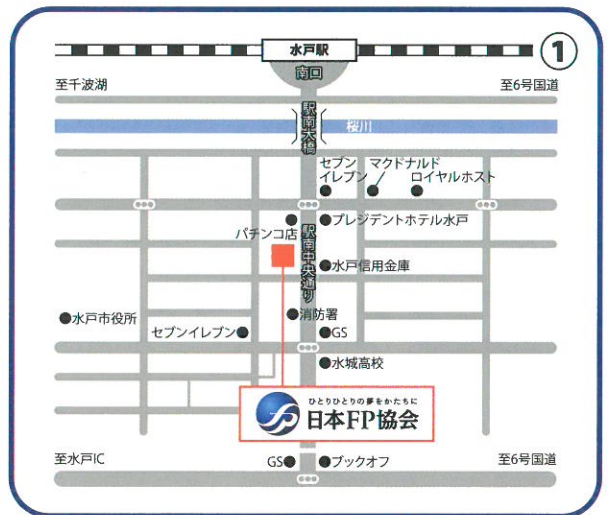 水戸駅
①
南口
至千波湖
至6号国道
駅南大橋
桜川
セブン
イレブン
マクドナルド
ロイヤルホスト
パチンコ店
プレジデントホテル水戸
駅南中央通り
水戸信用金庫
水戸市役所
消防署
セブンイレブン
GS
水城高校
ひとりひとりの夢をかたちに
日本FP協会
至水戸IC
GS
ブックオフ
至6号国道